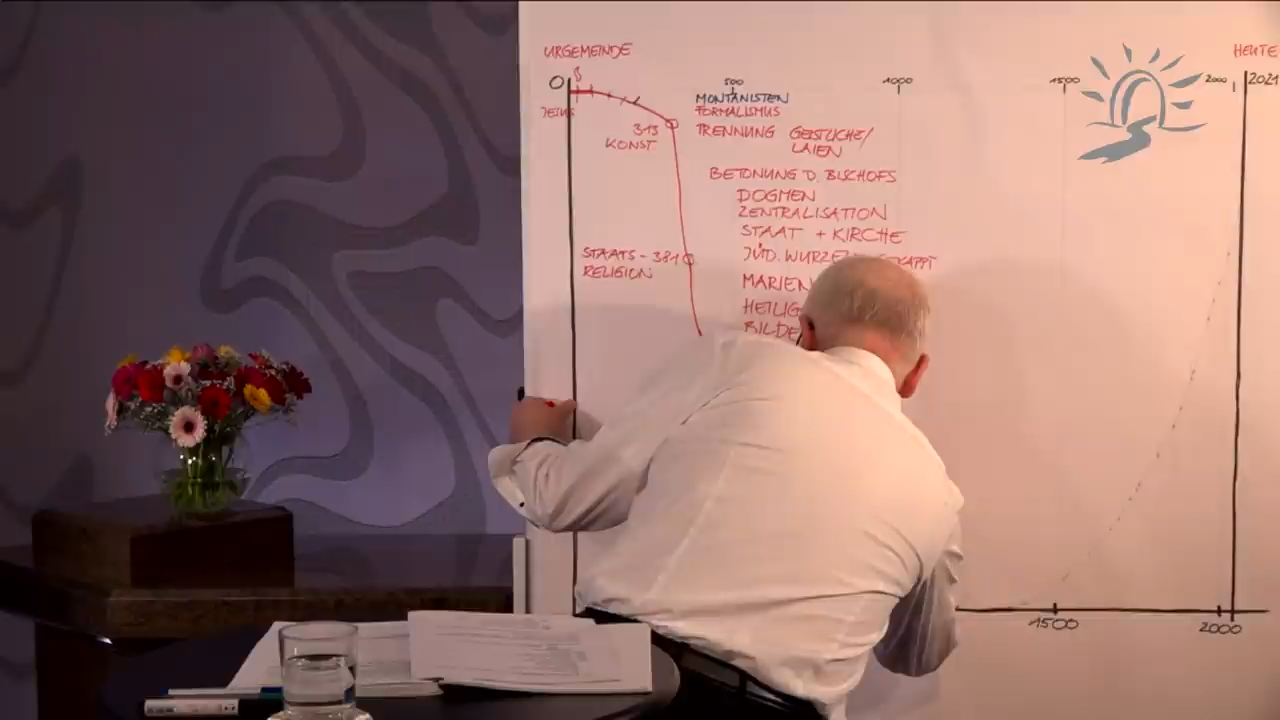 URGEMEINDE
HEUTE
0
500
1000
1500
2000
2021
JESUS
MONTANISTEN
FORMALISMUS
313
KONST.
TRENNUNG GEISTLICHE/
LAIEN
BETONUNG D. BISCHOFS
DOGMEN
ZENTRALISATION
STAAT + KIRCHE
STAATS - 381
RELIGION
JÜD. WURZE
MARIEN
HEILIG
BILDE
1500
2000